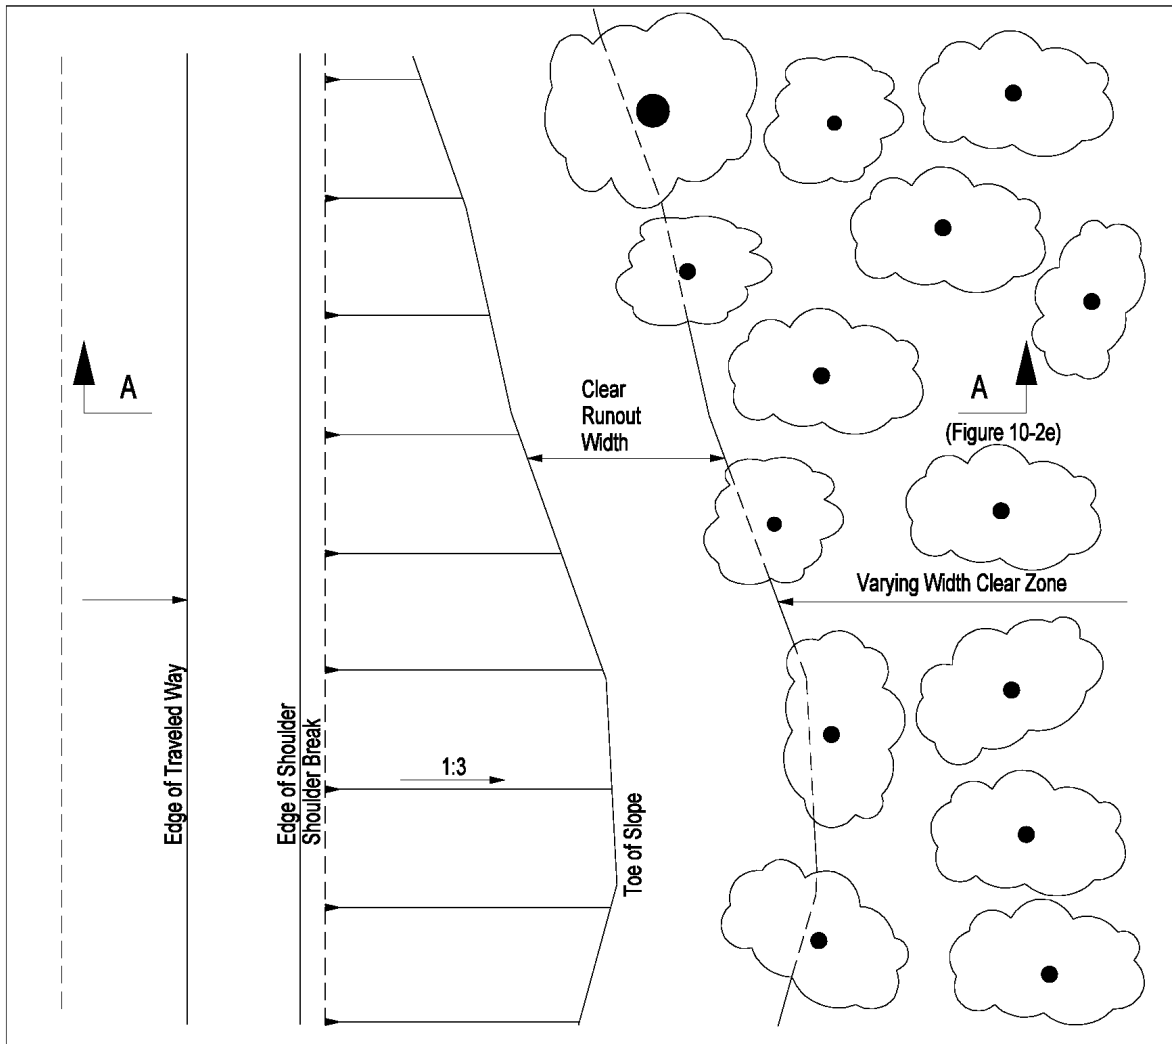 A
Clear
Runout
Width
A
(Figure 10-2e)
Varying Width Clear Zone
Edge of Traveled Way
Edge of Shoulder
Shoulder Break
1:3
Toe of Slope